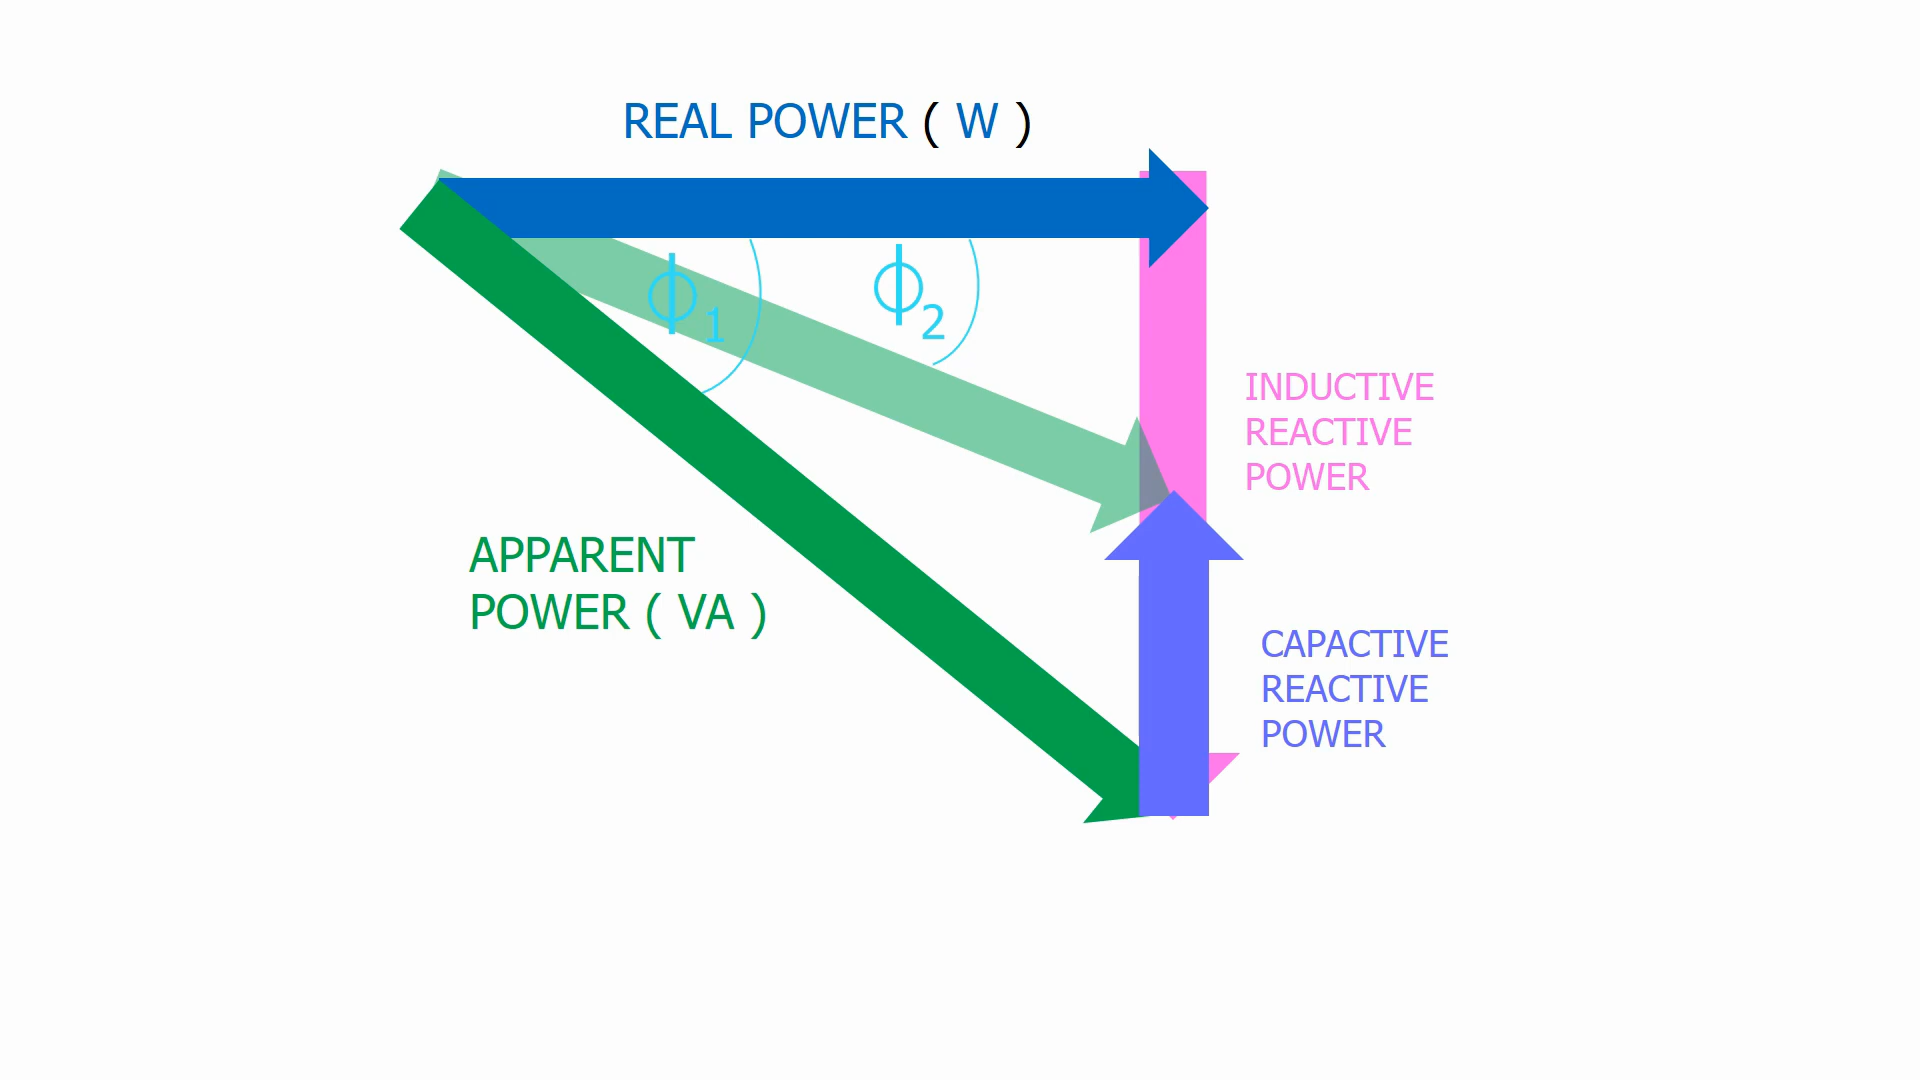 REAL POWER ( W )
ϕ1
ϕ2
INDUCTIVE
REACTIVE
POWER
APPARENT
POWER ( VA )
CAPACTIVE
REACTIVE
POWER